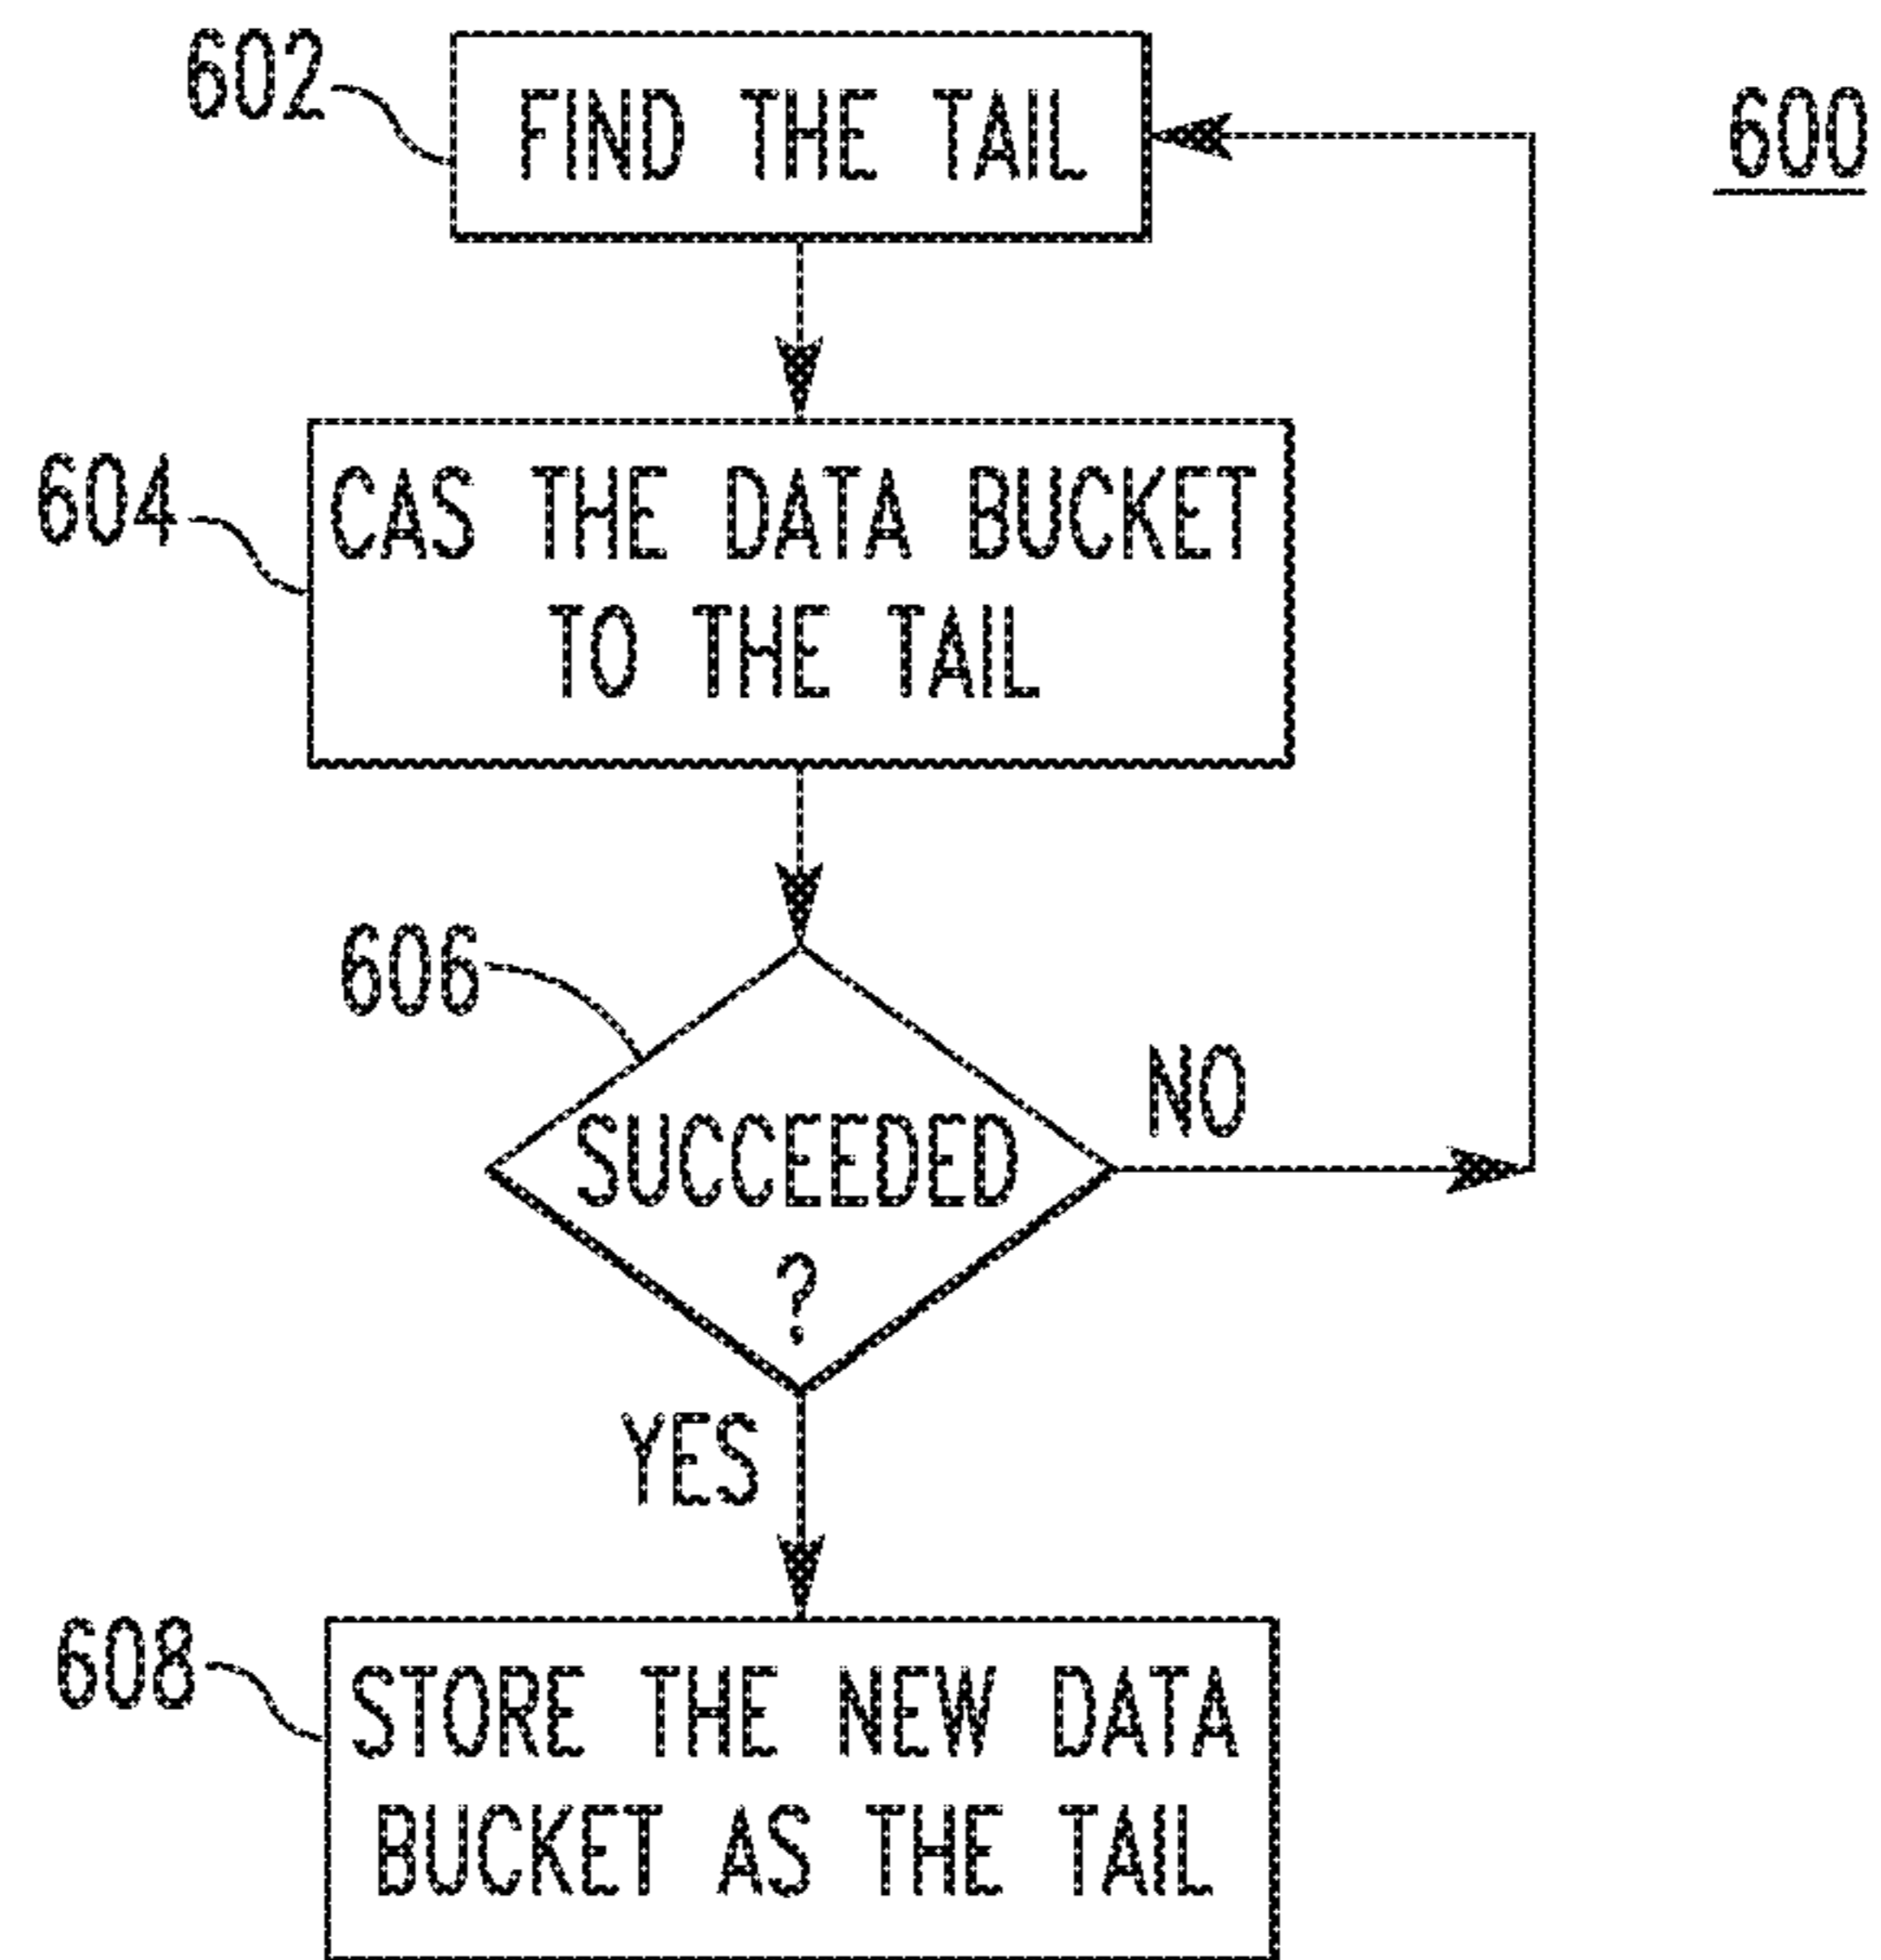 602
FIND THE TAIL
600
604
CAS THE DATA BUCKET
TO THE TAIL
606
SUCCEEDED
?
NO
YES
608
STORE THE NEW DATA
BUCKET AS THE TAIL